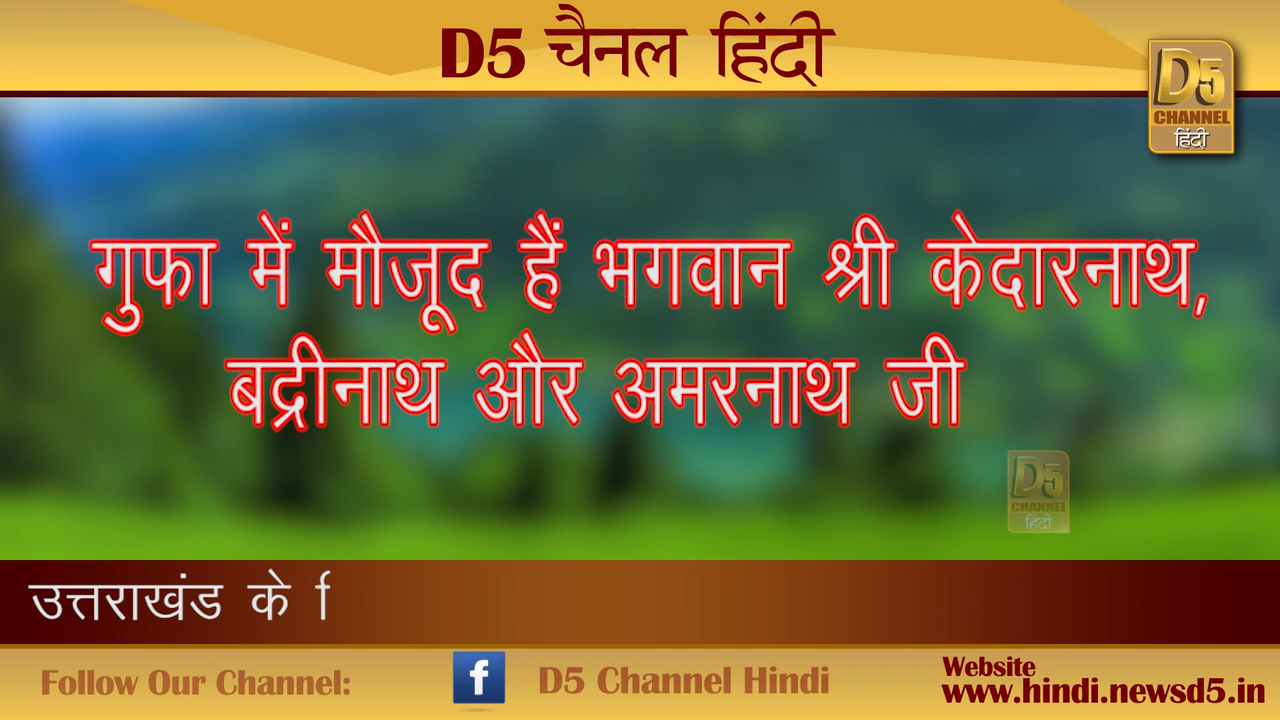 D5 चैनल हिंदी
D5
CHANNEL
हिंदी
गुफा में मौजूद हैं भगवान श्री केदारनाथ,
बद्रीनाथ और अमरनाथ जी
D5
CHANNEL
हिंदी
उत्तराखंड के
Follow Our Channel:
f
D5 Channel Hindi
Website
www.hindi.newsd5.in